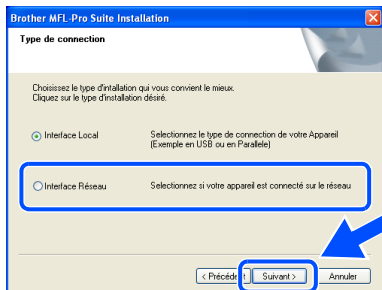 Brother MFL-Pro Suite Installation
Type de connection
Choisissez le type d'intallation qui vous convient le mieux.
Cliquez sur le type d'installation désiré.
Interface Local
Selectionnez le type de connection de votre Appareil
(Exemple en USB ou en Parallele)
Interface Réseau
Selectionnez si votre appareil est connecté sur le réseau
< Précédent
Suivant >
Annuler